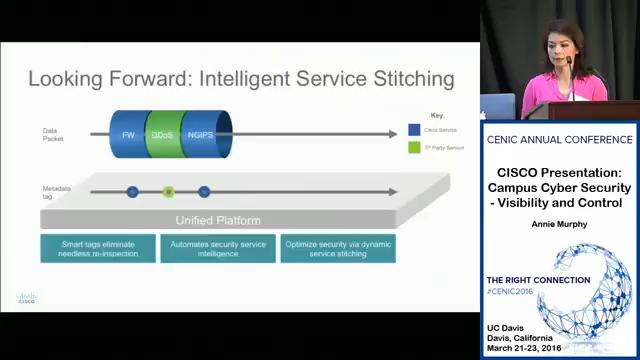 Looking Forward: Intelligent Service Stitching
Data
Packet
FW
DDoS
NGIPS
Key:
Cisco Service
3rd Party Service
Metadata
tag
Unified Platform
Smart tags eliminate
needless re-inspection
Automates security service
intelligence
Optimize security via dynamic
service stitching
CISCO
CENIC ANNUAL CONFERENCE
CISCO Presentation:
Campus Cyber Security
- Visibility and Control
Annie Murphy
THE RIGHT CONNECTION
#CENIC2016
UC Davis
Davis, California
March 21-23, 2016